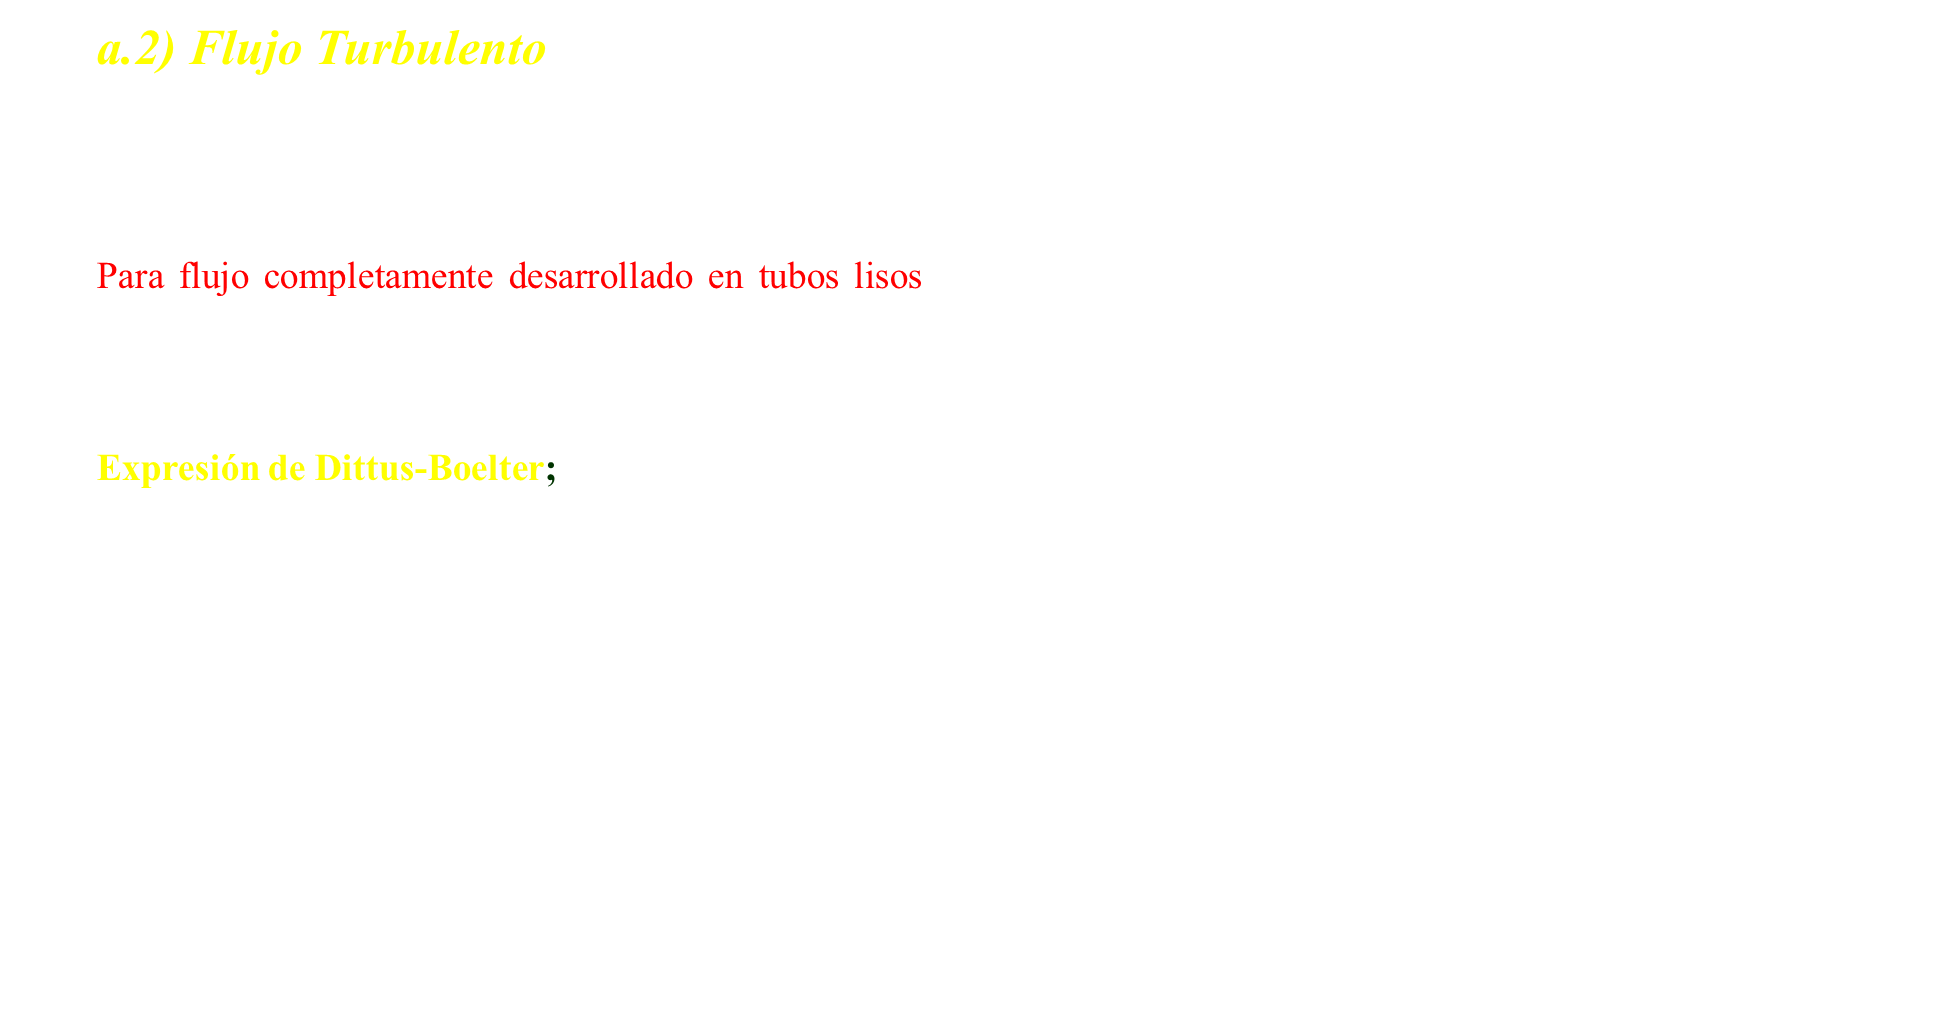 a.2) Flujo Turbulento
Para flujo completamente desarrollado en tubos lisos
Expresión de Dittus-Boelter;